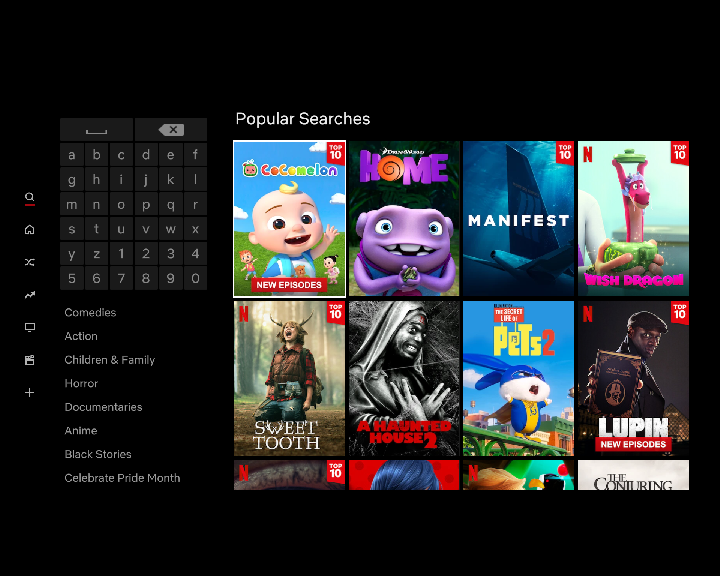 Popular Searches
a b c d e f
g h i j k l
m n o p q r
s t u v w x
y z 1 2 3 4
5 6 7 8 9 0
Comedies
Action
Children & Family
Horror
Documentaries
Anime
Black Stories
Celebrate Pride Month
TOP 10
CoComelon
NEW EPISODES
DREAMWORKS
HOME
TOP 10
MANIFEST
N
TOP 10
WISH DRAGON
N
TOP 10
SWEET TOOTH
A HAUNTED HOUSE 2
THE SECRET LIFE OF
PETS 2
N
TOP 10
LUPIN
NEW EPISODES
N
TOP 10
N
THE CONJURING